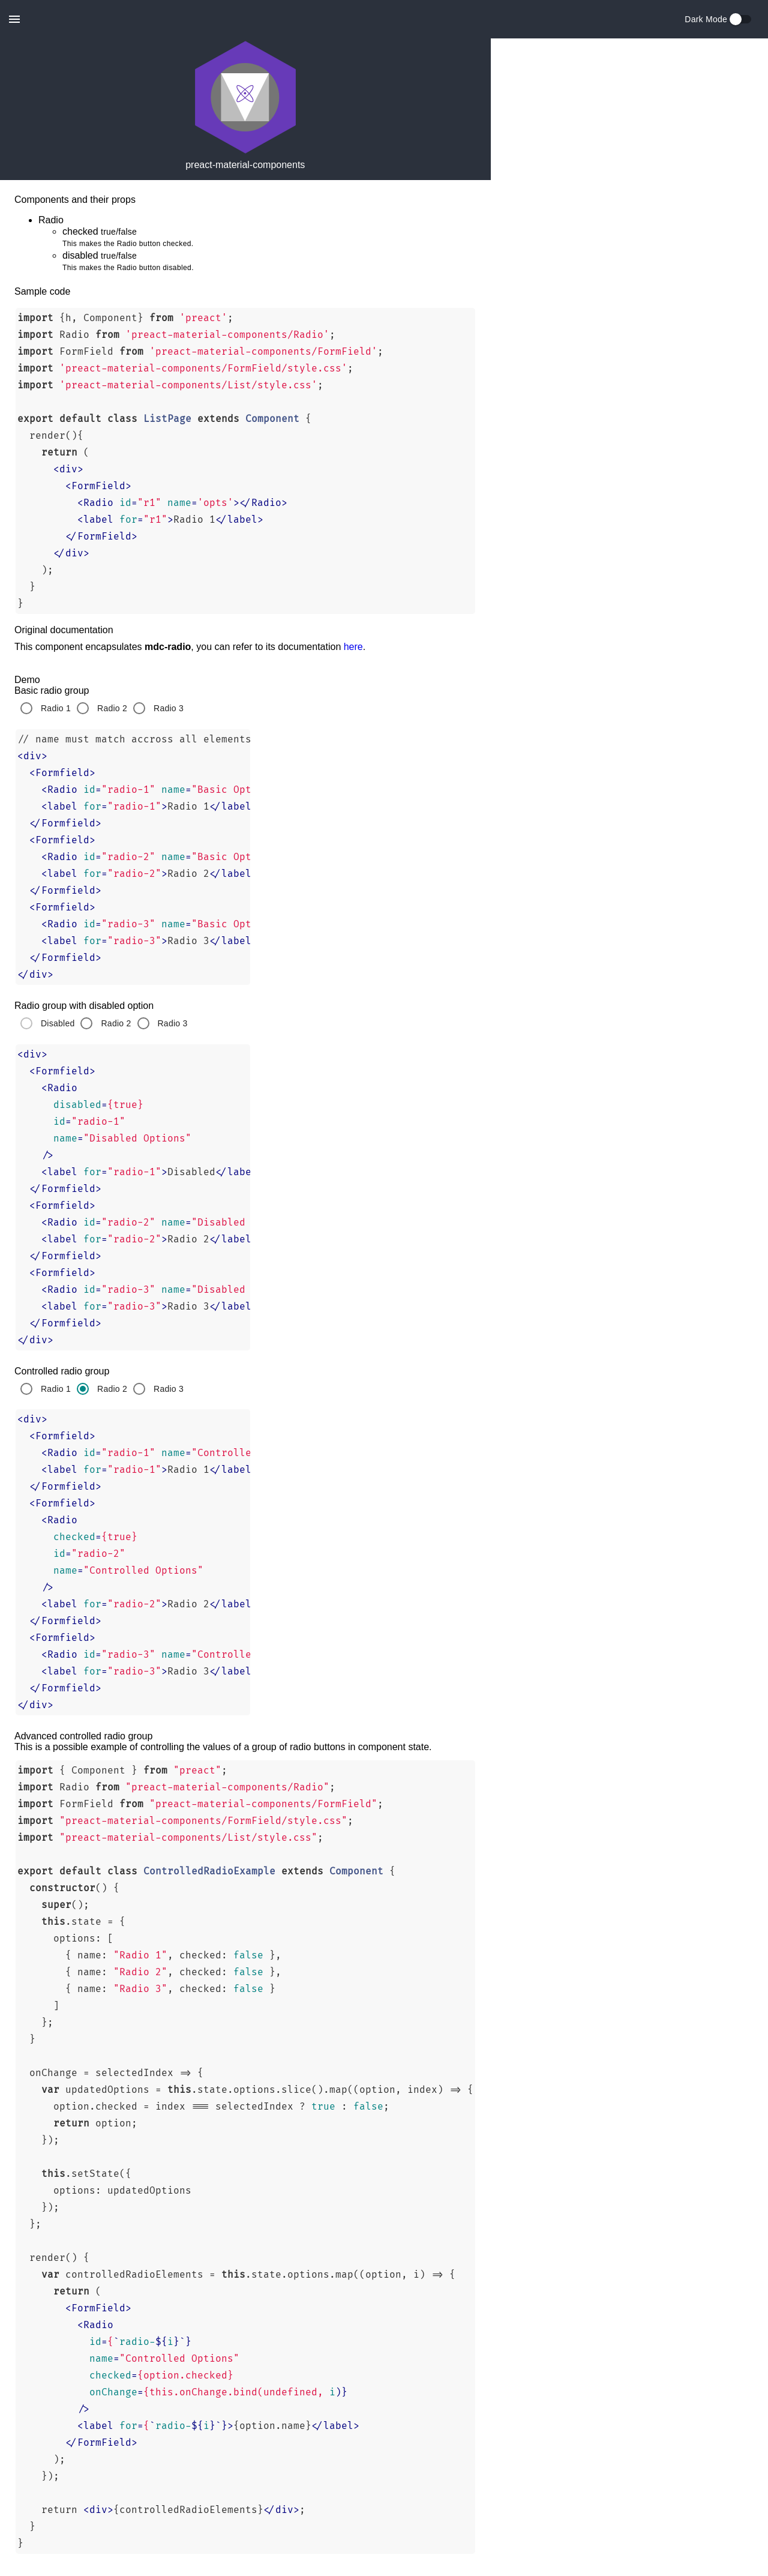 Dark Mode
preact-material-components
Components and their props
Radio
checked true/false
This makes the Radio button checked.
disabled true/false
This makes the Radio button disabled.
Sample code
import {h, Component} from 'preact';
import Radio from 'preact-material-components/Radio';
import FormField from 'preact-material-components/FormField';
import 'preact-material-components/FormField/style.css';
import 'preact-material-components/List/style.css';
export default class ListPage extends Component {
render(){
return (
<div>
<FormField>
<Radio id="r1" name='opts'></Radio>
<label for="r1">Radio 1</label>
</FormField>
</div>
);
}
}
Original documentation
This component encapsulates mdc-radio, you can refer to its documentation here.
Demo
Basic radio group
Radio 1 Radio 2 Radio 3
// name must match accross all elements
<div>
<Formfield>
<Radio id="radio-1" name="Basic Opt
<label for="radio-1">Radio 1</label
</Formfield>
<Formfield>
<Radio id="radio-2" name="Basic Opt
<label for="radio-2">Radio 2</label
</Formfield>
<Formfield>
<Radio id="radio-3" name="Basic Opt
<label for="radio-3">Radio 3</label
</Formfield>
</div>
Radio group with disabled option
Disabled Radio 2 Radio 3
<div>
<Formfield>
<Radio
disabled={true}
id="radio-1"
name="Disabled Options"
/>
<label for="radio-1">Disabled</labe
</Formfield>
<Formfield>
<Radio id="radio-2" name="Disabled
<label for="radio-2">Radio 2</label
</Formfield>
<Formfield>
<Radio id="radio-3" name="Disabled
<label for="radio-3">Radio 3</label
</Formfield>
</div>
Controlled radio group
Radio 1 Radio 2 Radio 3
<div>
<Formfield>
<Radio id="radio-1" name="Controlle
<label for="radio-1">Radio 1</label
</Formfield>
<Formfield>
<Radio
checked={true}
id="radio-2"
name="Controlled Options"
/>
<label for="radio-2">Radio 2</label
</Formfield>
<Formfield>
<Radio id="radio-3" name="Controlle
<label for="radio-3">Radio 3</label
</Formfield>
</div>
Advanced controlled radio group
This is a possible example of controlling the values of a group of radio buttons in component state.
import { Component } from "preact";
import Radio from "preact-material-components/Radio";
import FormField from "preact-material-components/FormField";
import "preact-material-components/FormField/style.css";
import "preact-material-components/List/style.css";
export default class ControlledRadioExample extends Component {
constructor() {
super();
this.state = {
options: [
{ name: "Radio 1", checked: false },
{ name: "Radio 2", checked: false },
{ name: "Radio 3", checked: false }
]
};
}
onChange = selectedIndex => {
var updatedOptions = this.state.options.slice().map((option, index) => {
option.checked = index === selectedIndex ? true : false;
return option;
});
this.setState({
options: updatedOptions
});
};
render() {
var controlledRadioElements = this.state.options.map((option, i) => {
return (
<FormField>
<Radio
id={`radio-${i}`}
name="Controlled Options"
checked={option.checked}
onChange={this.onChange.bind(undefined, i)}
/>
<label for={`radio-${i}`}>{option.name}</label>
</FormField>
);
});
return <div>{controlledRadioElements}</div>;
}
}